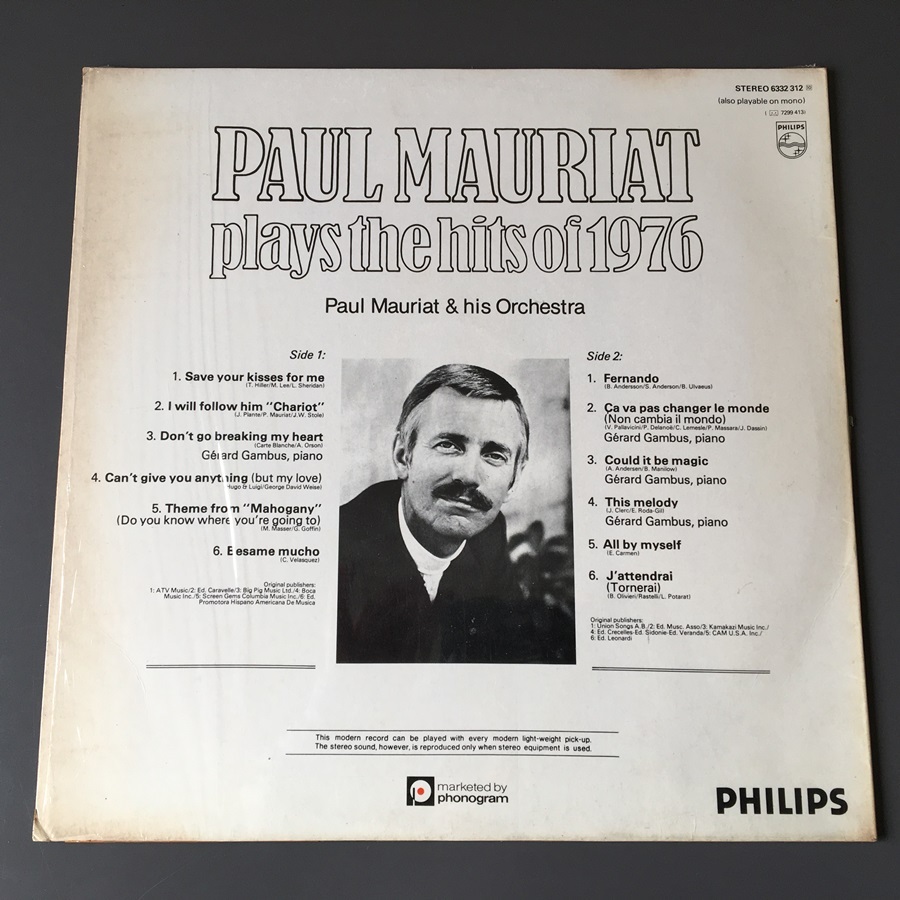 STEREO 6332 312
(also playable on mono)
7299 413)
PHILIPS
PAUL MAURIAT
plays the hits of 1976
Paul Mauriat & his Orchestra
Side 1:
1. Save your kisses for me
(T. Hiller/M. Lee/L. Sheridan)
2. I will follow him "Chariot"
(J. Plante/P. Mauriat/J.W. Stole)
3. Don't go breaking my heart
(Carte Blanche/A. Orson)
Gérard Gambus, piano
4. Can't give you anything (but my love)
Hugo & Luigi/George David Weise)
5. Theme from "Mahogany"
(Do you know where you're going to)
(M. Masser/G. Goffin)
6. Besame mucho
(C. Velasquez)
Original publishers:
1: ATV Music/2: Ed. Caravelle/3: Big Pig Music Ltd./4: Boca
Music Inc./5: Screen Gems Columbia Music Inc./6: Ed.
Promotora Hispano Americana De Musica
Side 2:
1. Fernando
(B. Andersson/S. Anderson/B. Ulvaeus)
2. Ca va pas changer le monde
(Non cambia il mondo)
(V. Pallavicini/P. Delanoë/C. Lemesle/P. Massara/J. Dassin)
Gérard Gambus, piano
3. Could it be magic
(A. Andersen/B. Manilow)
Gérard Gambus, piano
4. This melody
(J. Clerc/E. Roda-Gil)
Gérard Gambus, piano
5. All by myself
(E. Carmen)
6. J'attendrai
(Tornerai)
(B. Olivieri/Rastelli/L. Potarat)
Original publishers:
1: Union Songs A.B./2: Ed. Musc. Asso/3: Kamakazi Music Inc./
4: Ed. Crecelles-Ed. Sidonie-Ed. Veranda/5: CAM U.S.A. Inc./
6: Ed. Leonardi
This modern record can be played with every modern light-weight pick-up.
The stereo sound, however, is reproduced only when stereo equipment is used.
marketed by
phonogram
PHILIPS